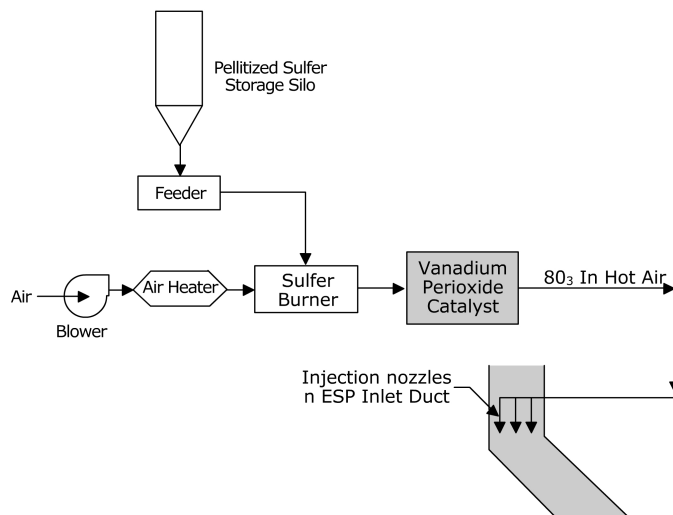 Pellitized Sulfer
Storage Silo
Feeder
Air
Blower
Air Heater
Sulfer
Burner
Vanadium
Perioxide
Catalyst
80₃ In Hot Air
Injection nozzles
n ESP Inlet Duct